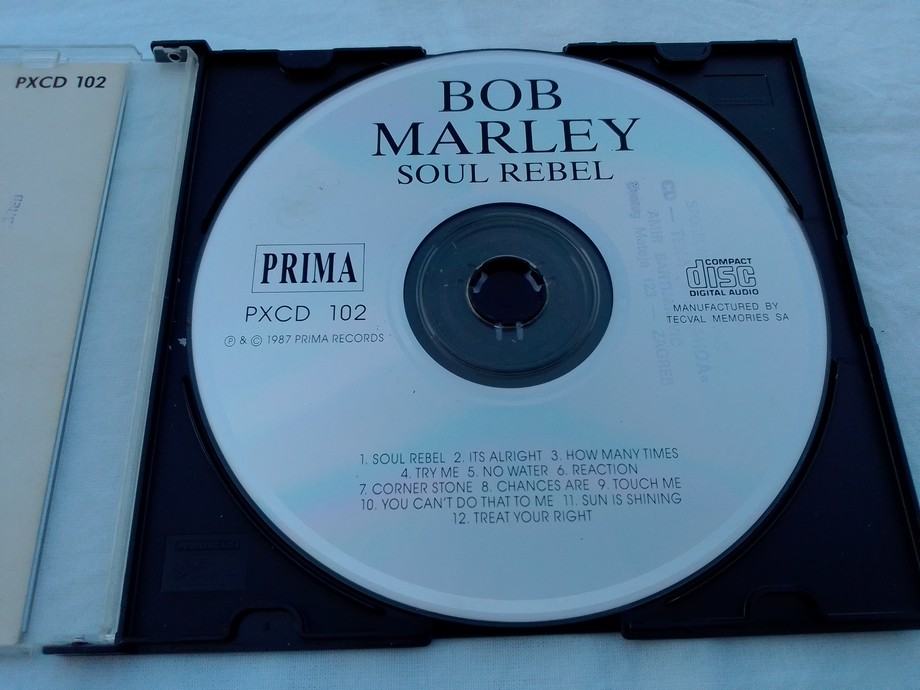 PXCD 102
BOB
MARLEY
SOUL REBEL
PRIMA
PXCD 102
Ⓟ & © 1987 PRIMA RECORDS
COMPACT
disc
DIGITAL AUDIO
MANUFACTURED BY
TECVAL MEMORIES SA
1. SOUL REBEL 2. ITS ALRIGHT 3. HOW MANY TIMES
4. TRY ME 5. NO WATER 6. REACTION
7. CORNER STONE 8. CHANCES ARE 9. TOUCH ME
10. YOU CAN'T DO THAT TO ME 11. SUN IS SHINING
12. TREAT YOUR RIGHT